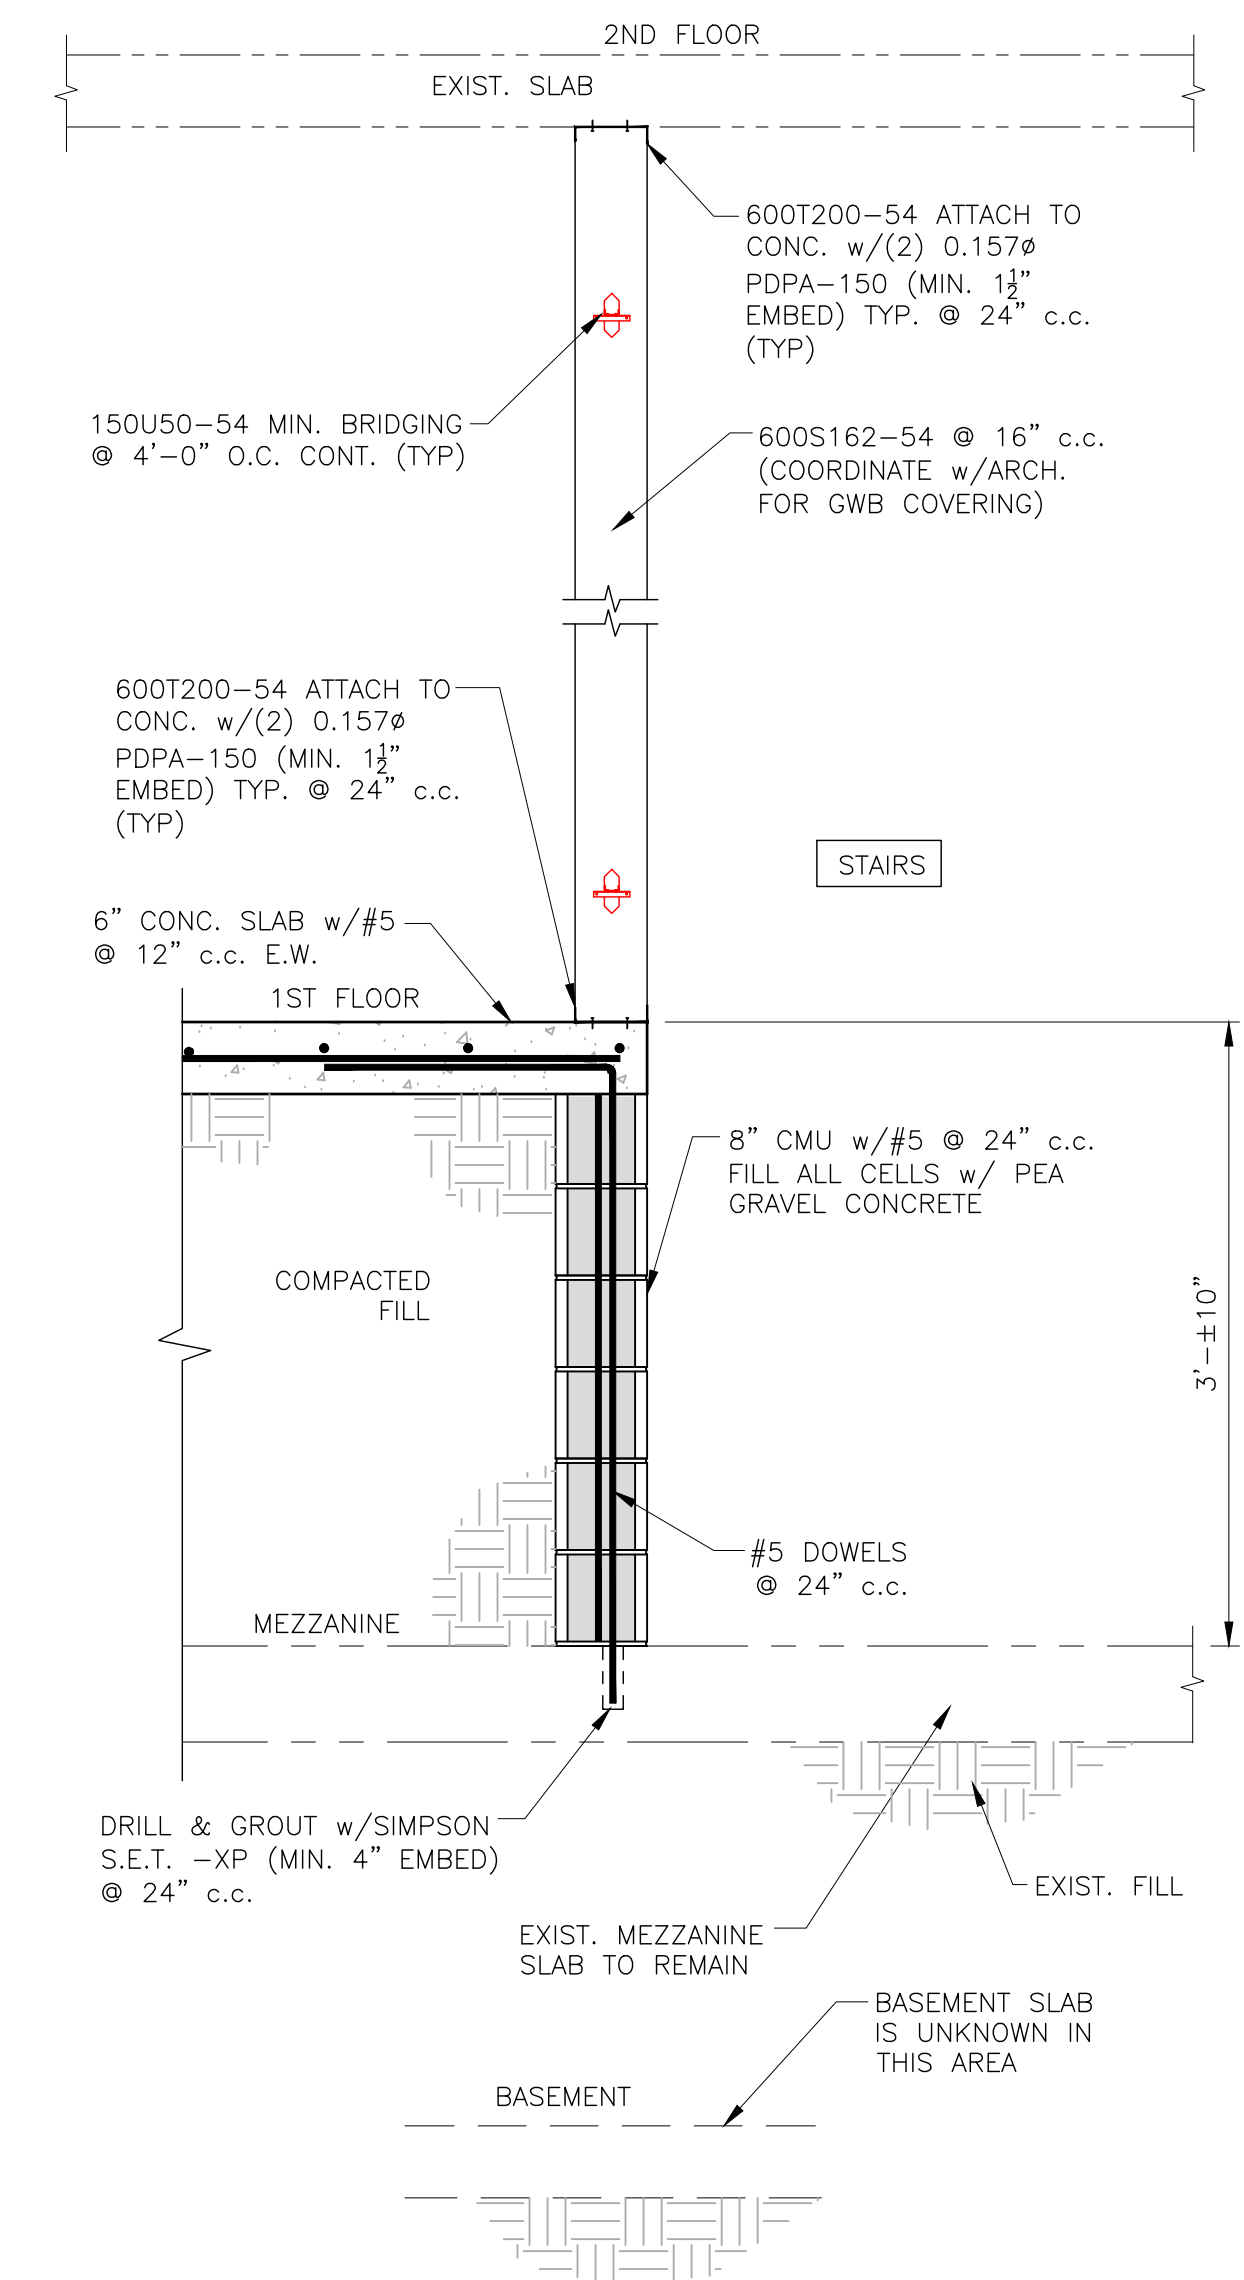 2ND FLOOR
EXIST. SLAB
600T200-54 ATTACH TO
CONC. w/(2) 0.157ø
PDPA-150 (MIN. 1½"
EMBED) TYP. @ 24" c.c.
(TYP)
150U50-54 MIN. BRIDGING
@ 4'-0" O.C. CONT. (TYP)
600S162-54 @ 16" c.c.
(COORDINATE w/ARCH.
FOR GWB COVERING)
600T200-54 ATTACH TO
CONC. w/(2) 0.157ø
PDPA-150 (MIN. 1½"
EMBED) TYP. @ 24" c.c.
(TYP)
STAIRS
6" CONC. SLAB w/#5
@ 12" c.c. E.W.
1ST FLOOR
8" CMU w/#5 @ 24" c.c.
FILL ALL CELLS w/ PEA
GRAVEL CONCRETE
COMPACTED
FILL
3'-±10"
#5 DOWELS
@ 24" c.c.
MEZZANINE
DRILL & GROUT w/SIMPSON
S.E.T. -XP (MIN. 4" EMBED)
@ 24" c.c.
EXIST. FILL
EXIST. MEZZANINE
SLAB TO REMAIN
BASEMENT SLAB
IS UNKNOWN IN
THIS AREA
BASEMENT